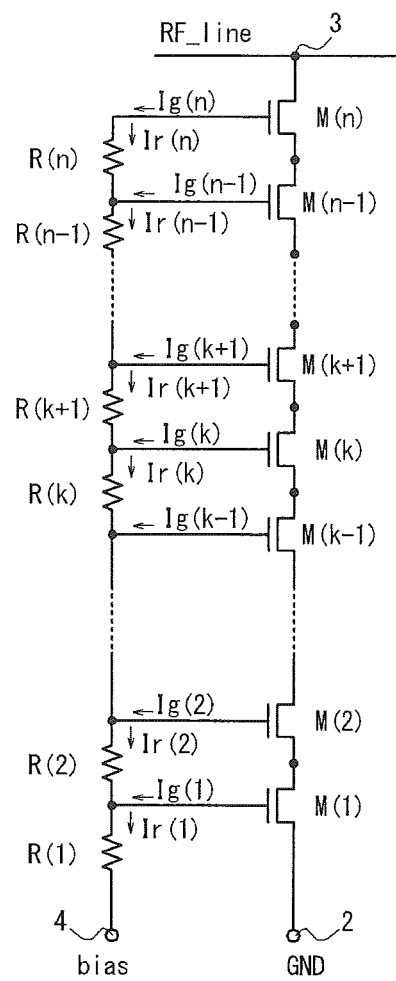 3
RF_line
Ig(n)
M(n)
Ir(n)
R(n)
Ig(n-1)
M(n-1)
R(n-1)
Ir(n-1)
Ig(k+1)
M(k+1)
Ir(k+1)
R(k+1)
Ig(k)
M(k)
Ir(k)
R(k)
Ig(k-1)
M(k-1)
Ig(2)
M(2)
Ir(2)
R(2)
Ig(1)
M(1)
Ir(1)
R(1)
4
2
bias
GND